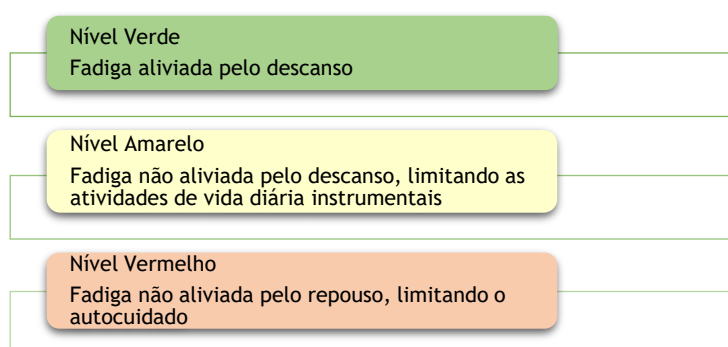 Nível Verde
Fadiga aliviada pelo descanso
Nível Amarelo
Fadiga não aliviada pelo descanso, limitando as
atividades de vida diária instrumentais
Nível Vermelho
Fadiga não aliviada pelo repouso, limitando o
autocuidado